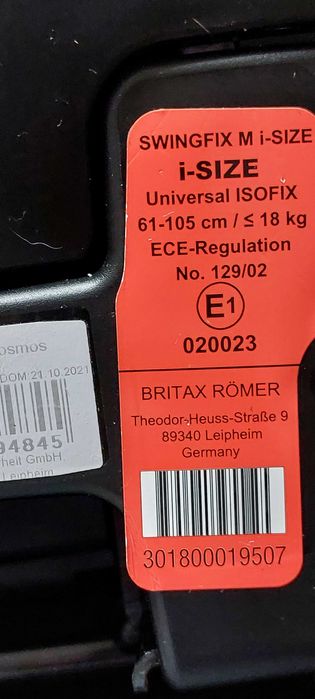 SWINGFIX M i-SIZE
i-SIZE
Universal ISOFIX
61-105 cm / ≤ 18 kg
ECE-Regulation
No. 129/02
E1
020023
BRITAX RÖMER
Theodor-Heuss-Straße 9
89340 Leipheim
Germany
301800019507
osmos
DOM 21.10.2021
94845
rheit GmbH,
Leipheim